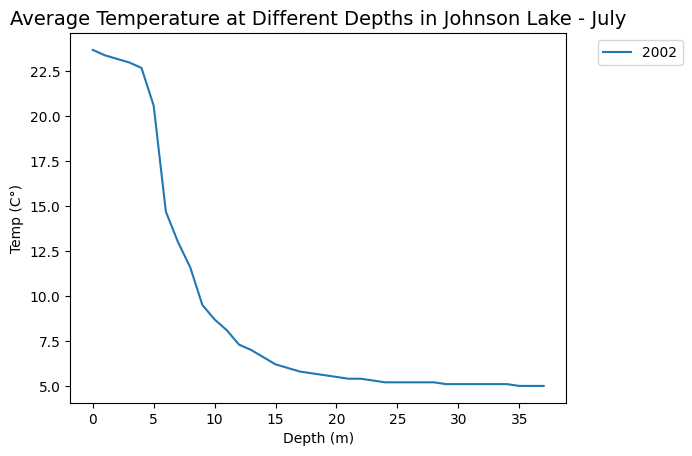 Average Temperature at Different Depths in Johnson Lake - July
2002
22.5
20.0
17.5
15.0
12.5
10.0
7.5
5.0
Temp (C°)
0 5 10 15 20 25 30 35
Depth (m)